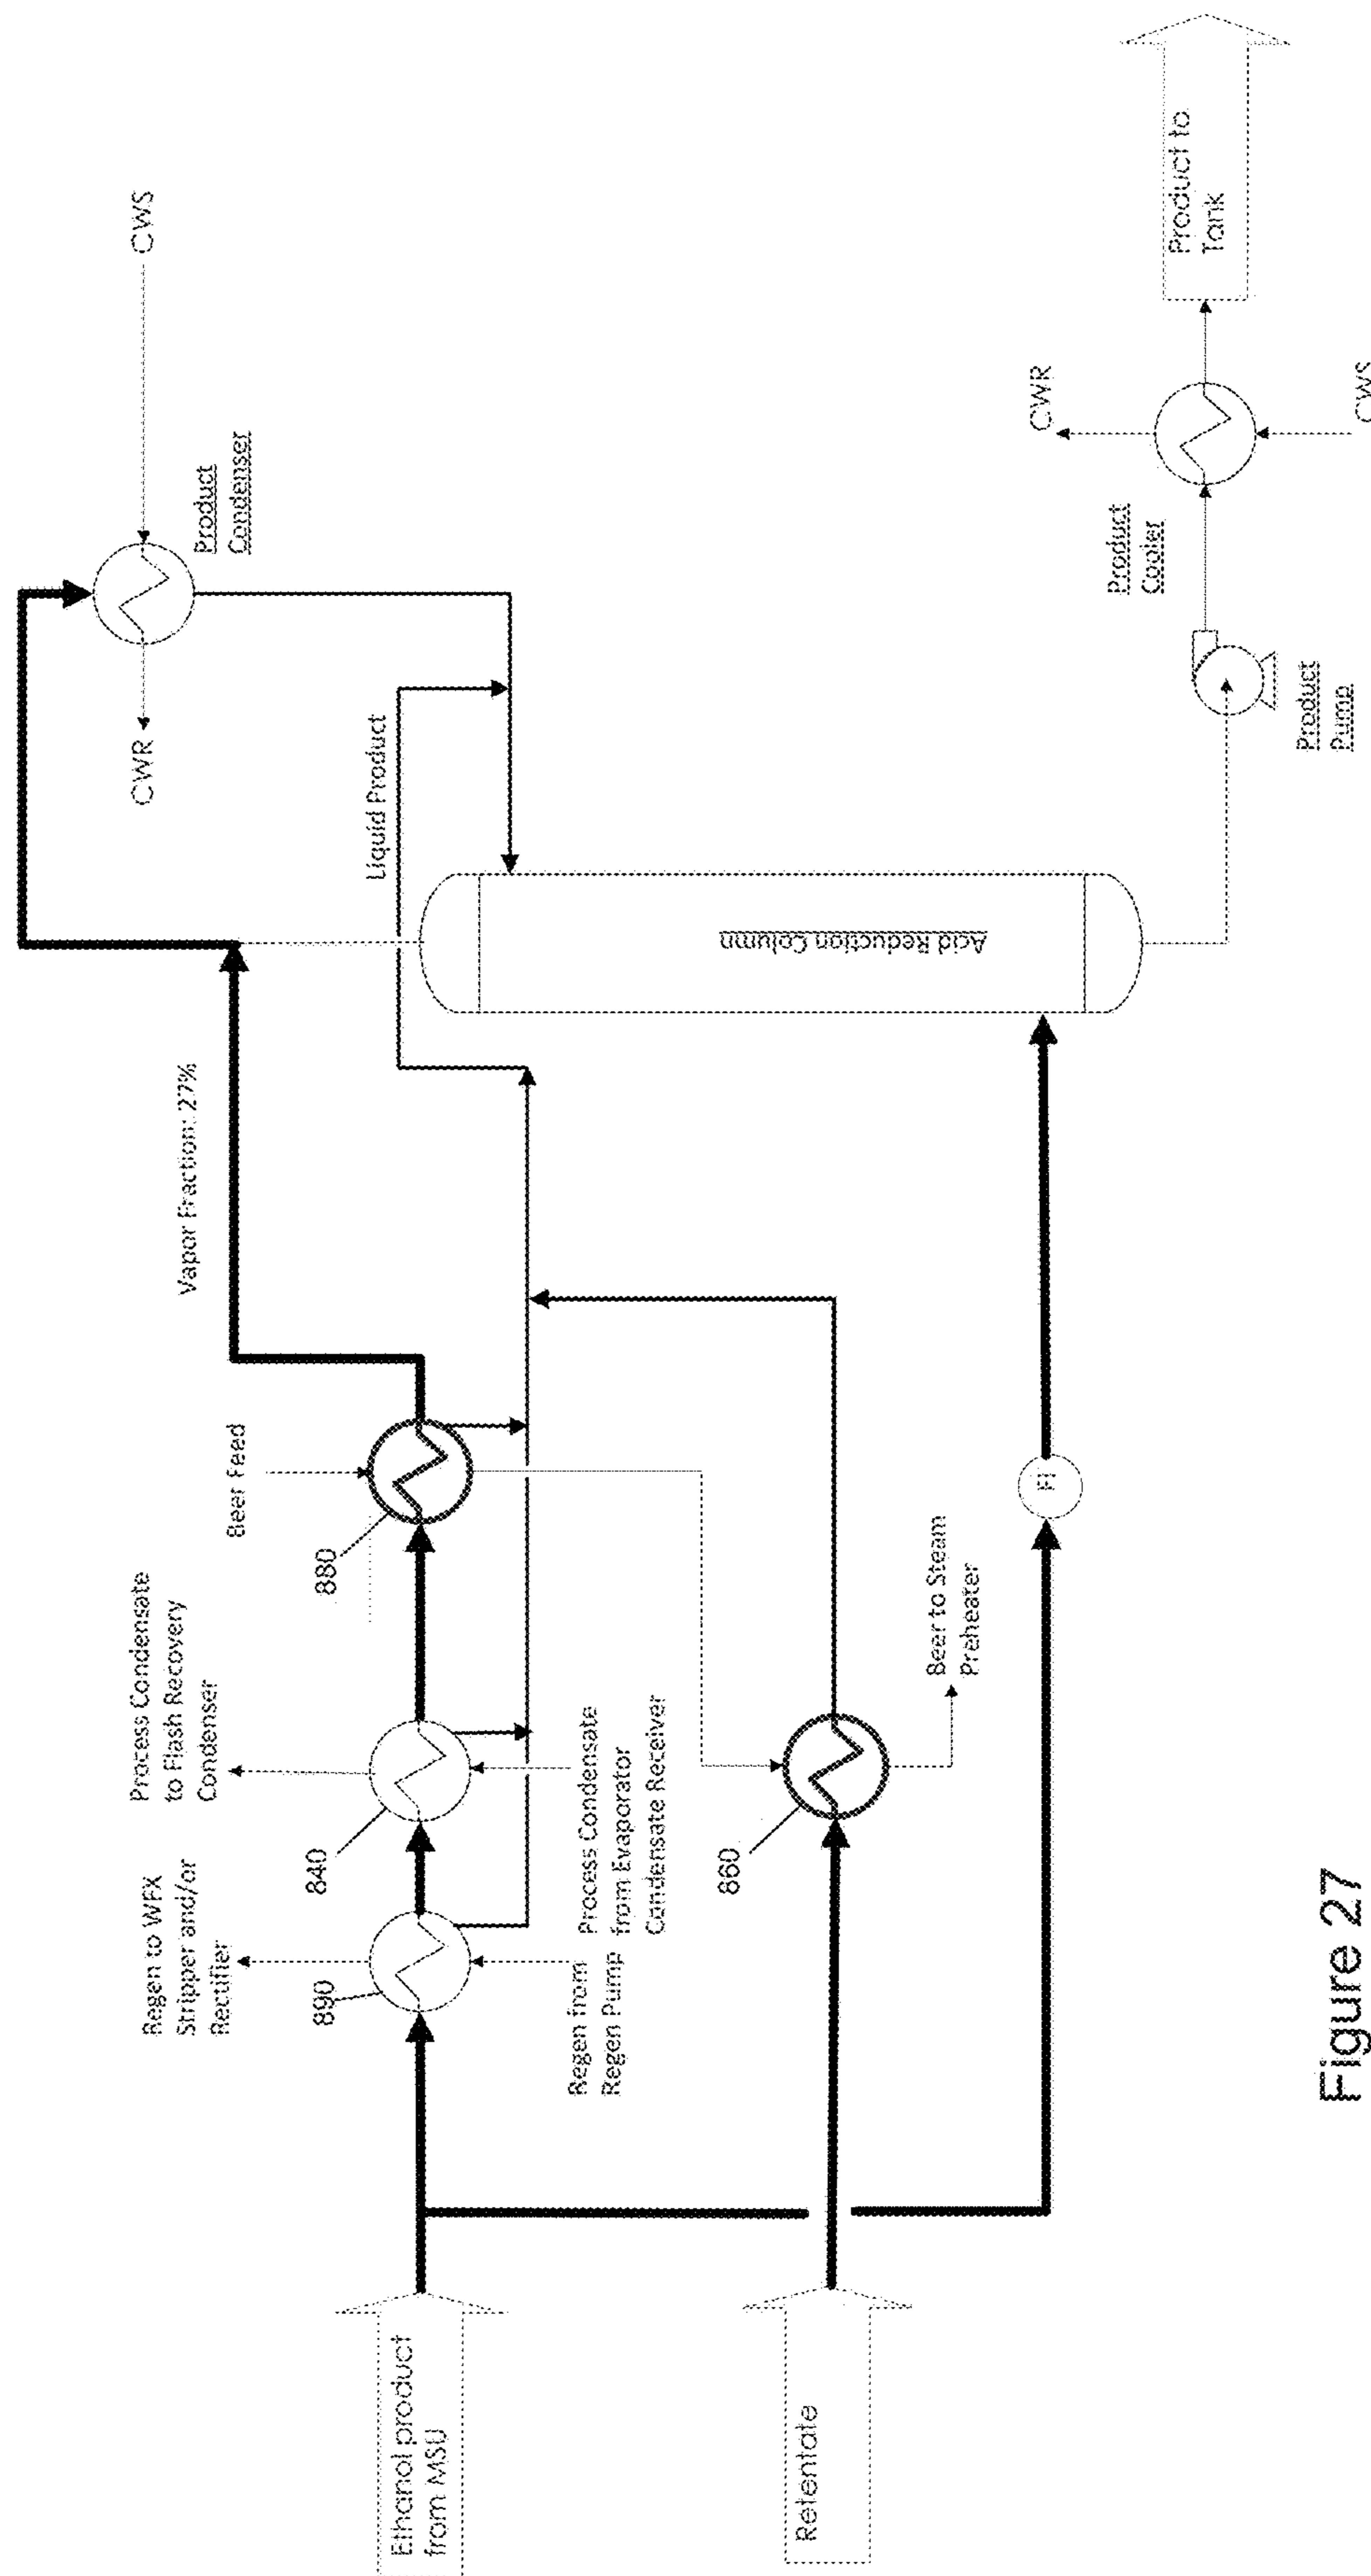 Ethanol product
from MSU
Retentate
Regen to WFX
Stripper and/or
Rectifier
890
Regen from
Regen Pump
Process Condensate
to Flash Recovery
Condenser
840
Process Condensate
from Evaporator
Condensate Receiver
Beer Feed
880
860
Beer to Steam
Preheater
FI
Vapor Fraction: 27%
Liquid Product
Acid Reduction Column
CWR
CWS
Product
Condenser
Product
Pump
Product
Cooler
CWR
CWS
Product to
Tank
Figure 27